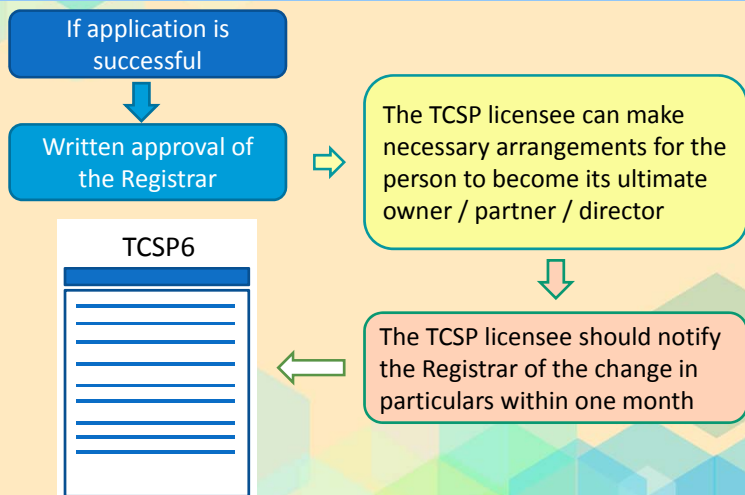 If application is
successful
Written approval of
the Registrar
The TCSP licensee can make
necessary arrangements for the
person to become its ultimate
owner / partner / director
The TCSP licensee should notify
the Registrar of the change in
particulars within one month
TCSP6